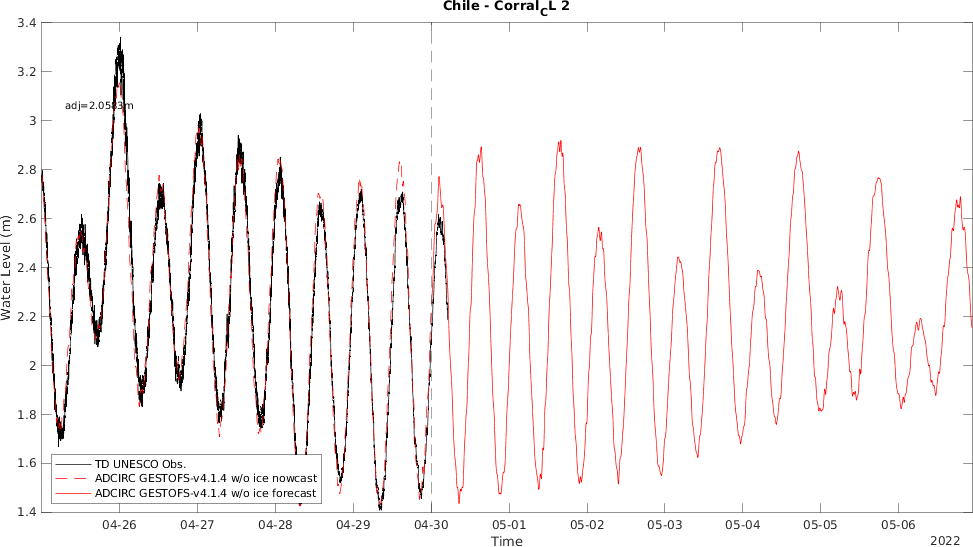 Chile - CorralCL 2
3.4
3.2
3
2.8
2.6
2.4
2.2
2
1.8
1.6
1.4
Water Level (m)
adj=2.0583m
TD UNESCO Obs.
ADCIRC GESTOFS-v4.1.4 w/o ice nowcast
ADCIRC GESTOFS-v4.1.4 w/o ice forecast
04-26 04-27 04-28 04-29 04-30 05-01 05-02 05-03 05-04 05-05 05-06
Time
2022